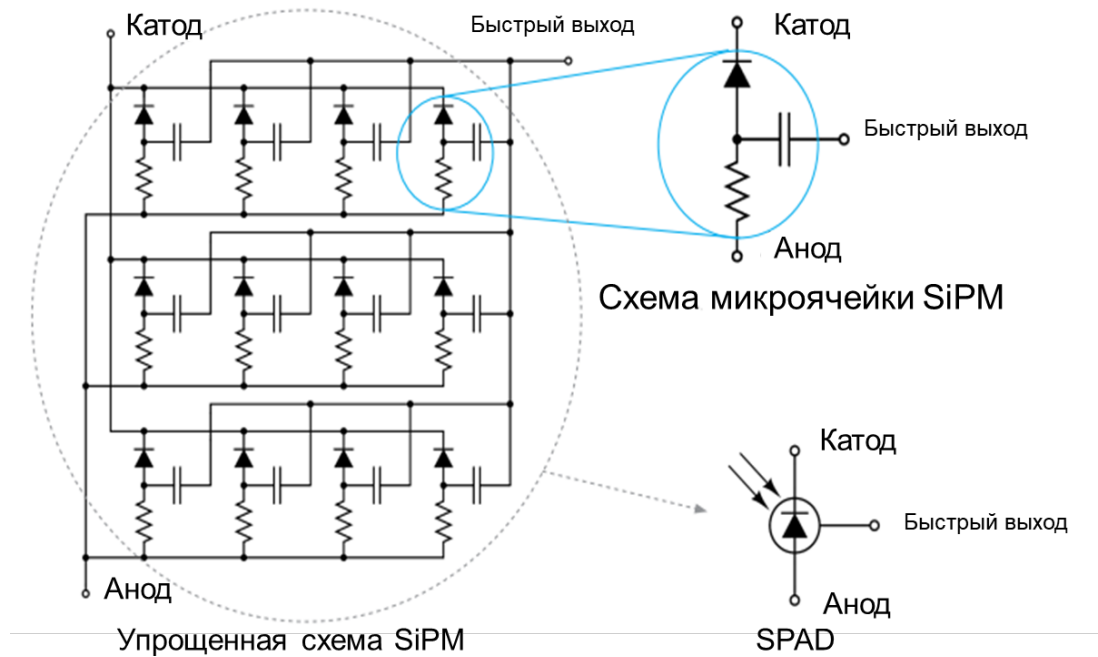 Катод
Быстрый выход
Катод
Быстрый выход
Анод
Схема микроячейки SiPM
Катод
Быстрый выход
Анод
Анод
Упрощенная схема SiPM
SPAD